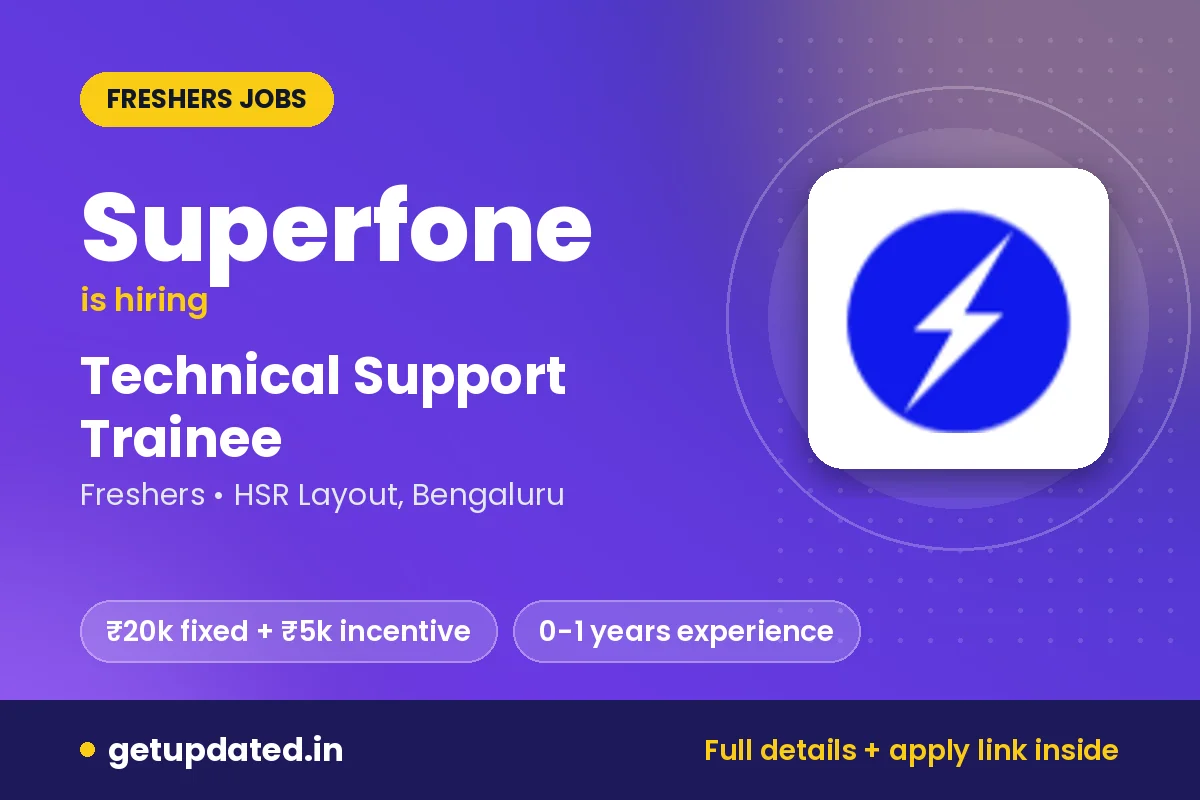 FRESHERS JOBS
Superfone
is hiring
Technical Support
Trainee
Freshers • HSR Layout, Bengaluru
₹20k fixed + ₹5k incentive
0-1 years experience
getupdated.in
Full details + apply link inside